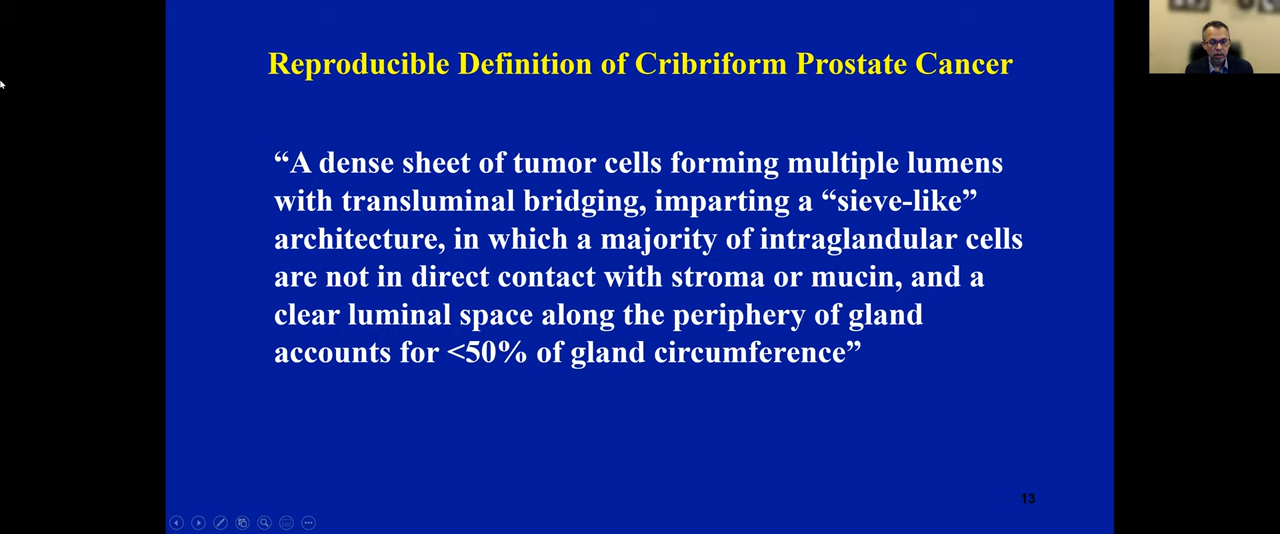 Reproducible Definition of Cribriform Prostate Cancer
“A dense sheet of tumor cells forming multiple lumens
with transluminal bridging, imparting a “sieve-like”
architecture, in which a majority of intraglandular cells
are not in direct contact with stroma or mucin, and a
clear luminal space along the periphery of gland
accounts for <50% of gland circumference”
13